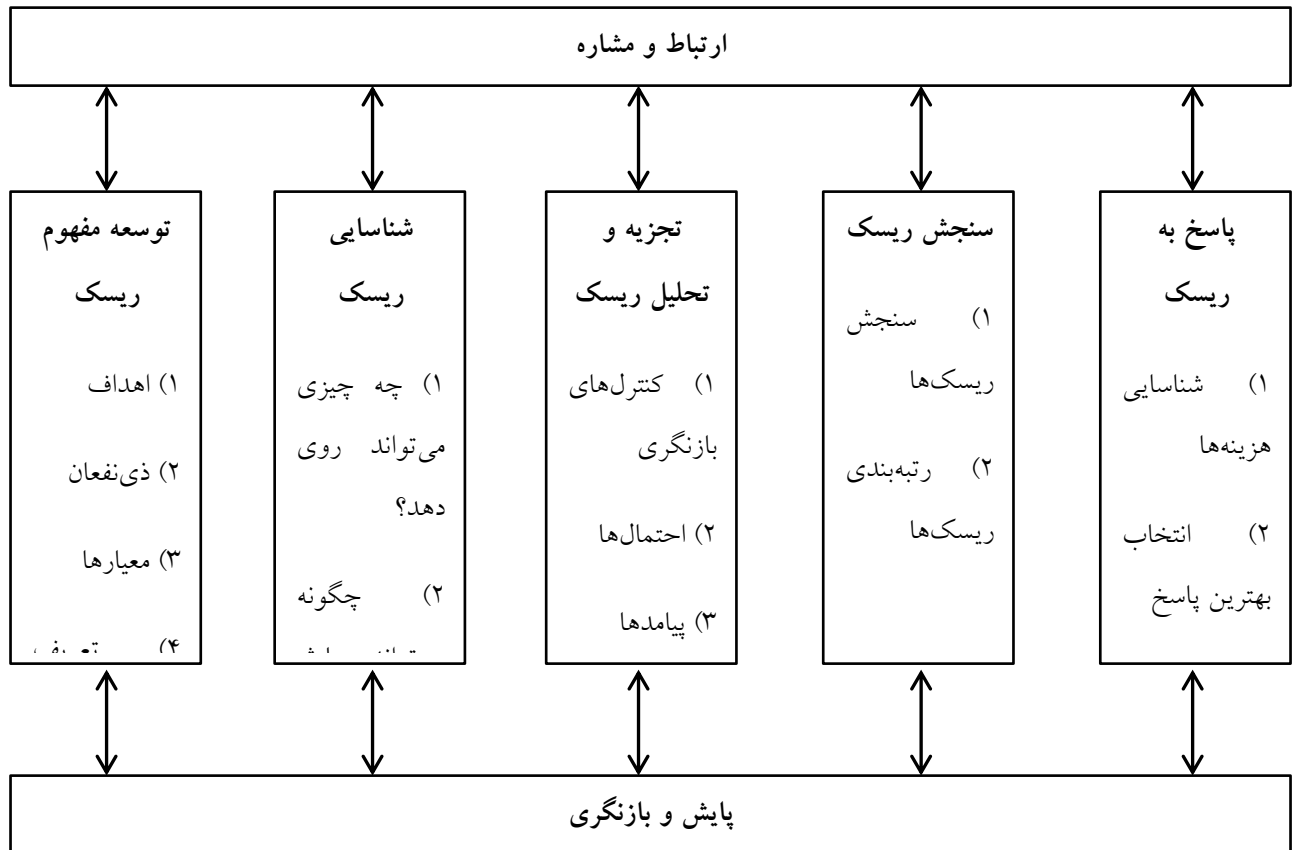 ارتباط و مشاره
توسعه مفهوم
ریسک
۱) اهداف
۲) ذی‌نفعان
۳) معیارها
۴)
شناسایی
ریسک
۱) چه چیزی
می‌تواند روی
دهد؟
۲) چگونه
تجزیه و
تحلیل ریسک
۱) کنترل‌های
بازنگری
۲) احتمال‌ها
۳) پیامدها
سنجش ریسک
۱) سنجش
ریسک‌ها
۲) رتبه‌بندی
ریسک‌ها
پاسخ به
ریسک
۱) شناسایی
هزینه‌ها
۲) انتخاب
بهترین پاسخ
پایش و بازنگری